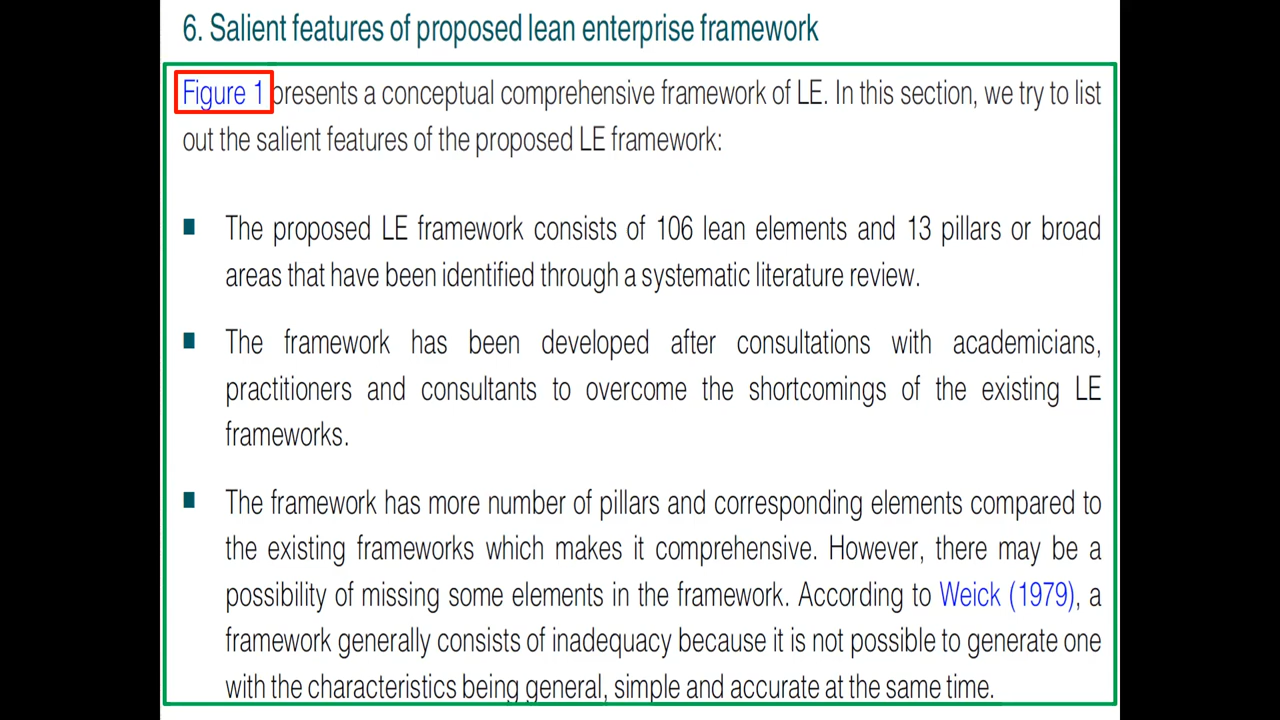 6. Salient features of proposed lean enterprise framework
Figure 1 presents a conceptual comprehensive framework of LE. In this section, we try to list
out the salient features of the proposed LE framework:
The proposed LE framework consists of 106 lean elements and 13 pillars or broad
areas that have been identified through a systematic literature review.
The framework has been developed after consultations with academicians,
practitioners and consultants to overcome the shortcomings of the existing LE
frameworks.
The framework has more number of pillars and corresponding elements compared to
the existing frameworks which makes it comprehensive. However, there may be a
possibility of missing some elements in the framework. According to Weick (1979), a
framework generally consists of inadequacy because it is not possible to generate one
with the characteristics being general, simple and accurate at the same time.